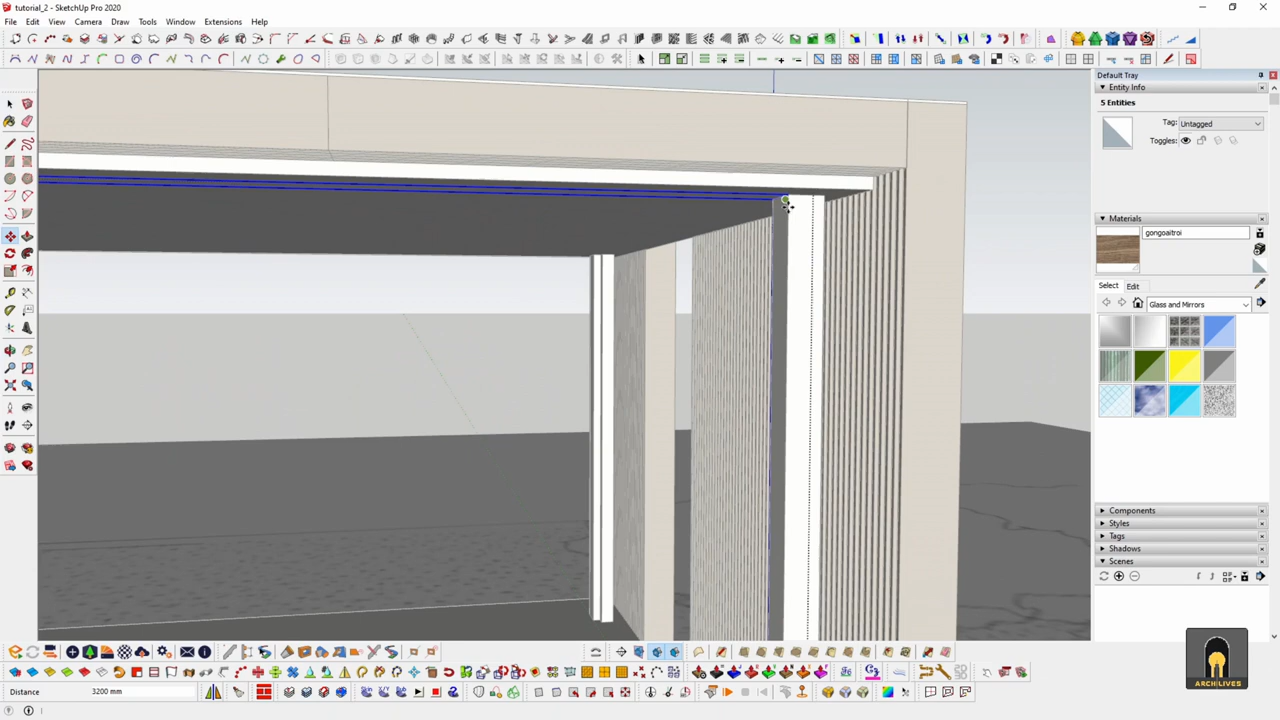 tutorial_2 - SketchUp Pro 2020
File Edit View Camera Draw Tools Window Extensions Help
Default Tray
Entity Info
5 Entities
Tag: Untagged
Toggles:
Materials
gongoaitroi
Select Edit
Glass and Mirrors
Components
Styles
Tags
Shadows
Scenes
ARCHILIVES
Distance 3200 mm